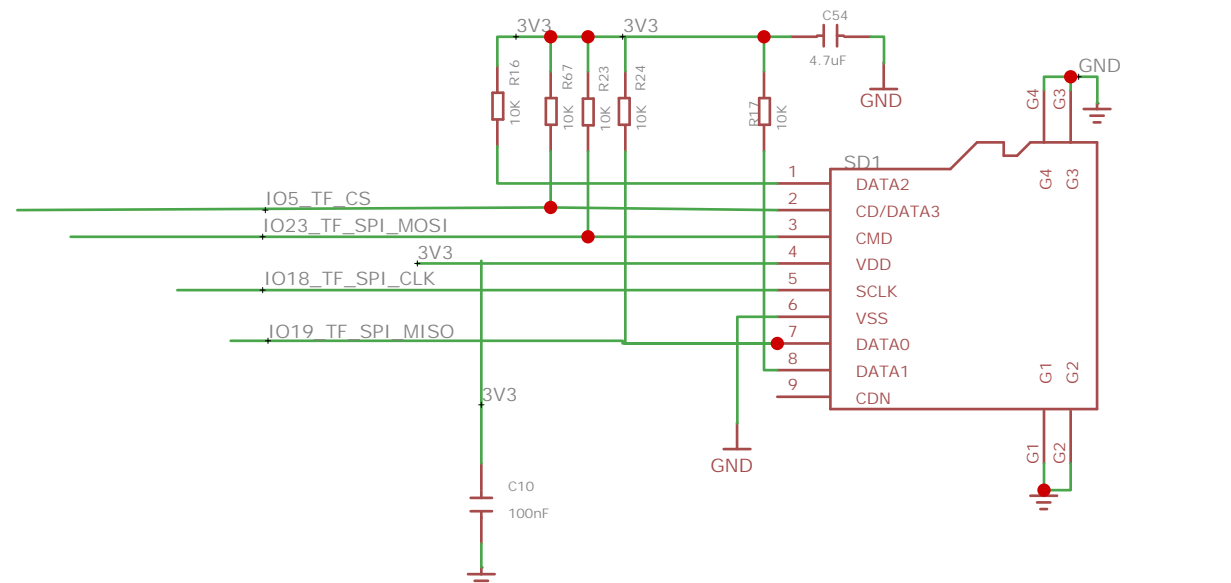 C54
3V3 3V3
4.7uF
GND
GND
R16 10K
R67 10K
R23 10K
R24 10K
R17 10K
G4 G3
SD1
G4 G3
1 DATA2
IO5_TF_CS 2 CD/DATA3
IO23_TF_SPI_MOSI 3 CMD
3V3 4 VDD
IO18_TF_SPI_CLK 5 SCLK
6 VSS
IO19_TF_SPI_MISO 7 DATA0
8 DATA1
9 CDN
G1 G2
3V3
G1 G2
GND
C10
100nF